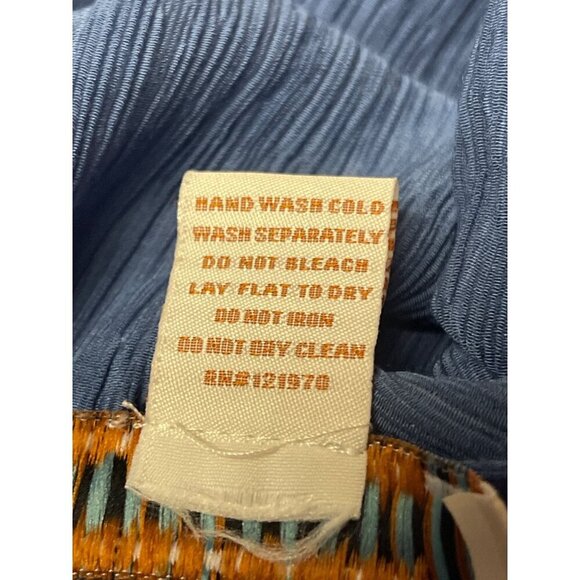 HAND WASH COLD
WASH SEPARATELY
DO NOT BLEACH
LAY FLAT TO DRY
DO NOT IRON
DO NOT DRY CLEAN
RN#121970